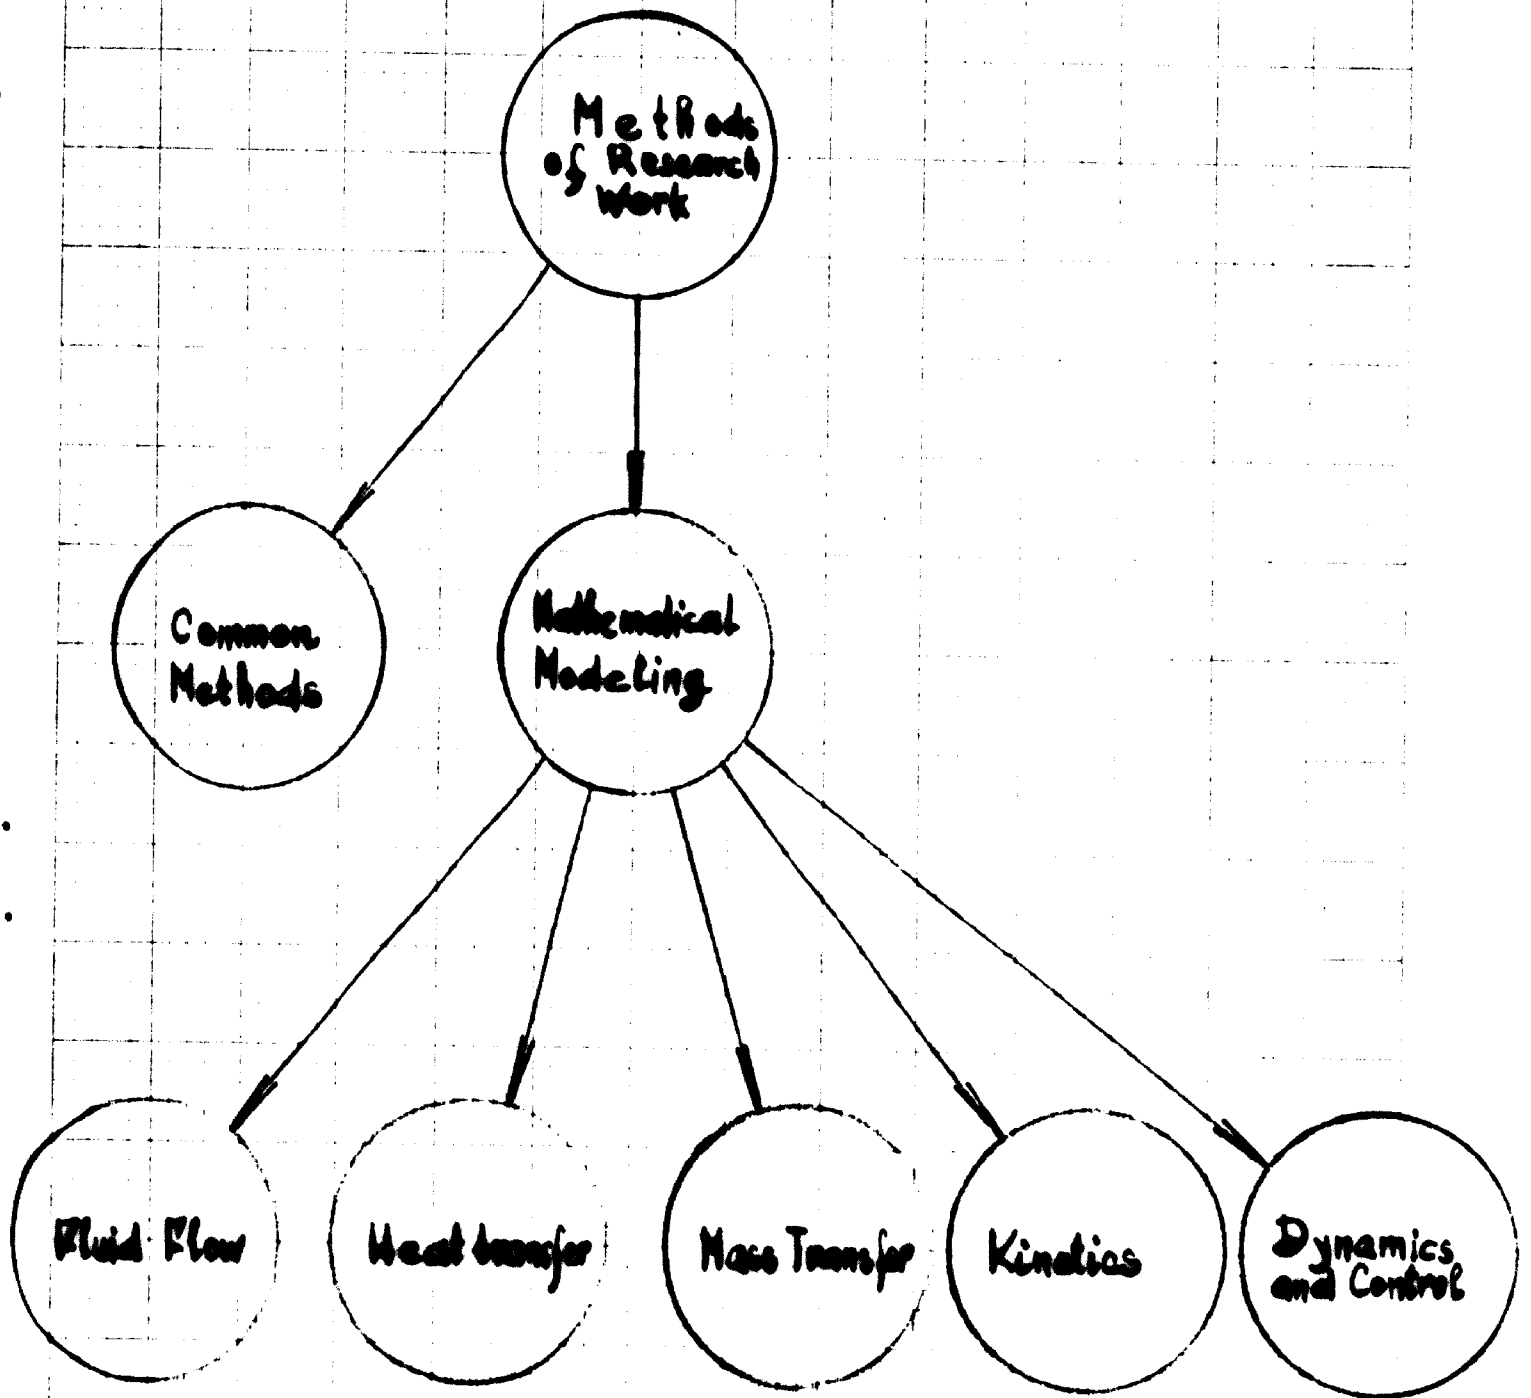 Methods
of Research
Work
Common
Methods
Mathematical
Modeling
Fluid Flow
Heat transfer
Mass Transfer
Kinetics
Dynamics
and Control